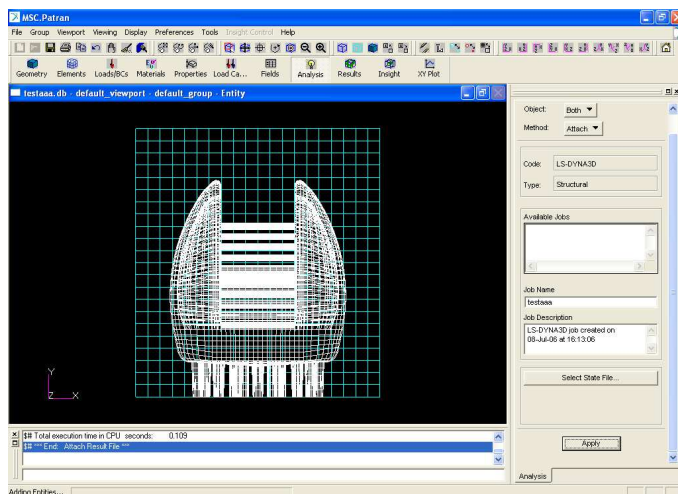 MSC.Patran
File Group Viewport Viewing Display Preferences Tools Insight Control Help
Geometry Elements Loads/BCs Materials Properties Load Ca... Fields Analysis Results Insight XY Plot
testaaa.db - default_viewport - default_group - Entity
Object: Both
Method: Attach
Code: LS-DYNA3D
Type: Structural
Available Jobs
Job Name
testaaa
Job Description
LS-DYNA3D job created on
08-Jul-06 at 16:13:06
Select State File...
Apply
Analysis
Y
Z X
$# Total execution time in CPU seconds: 0.109
$# *** End: Attach Result File ***
Adding Entities...